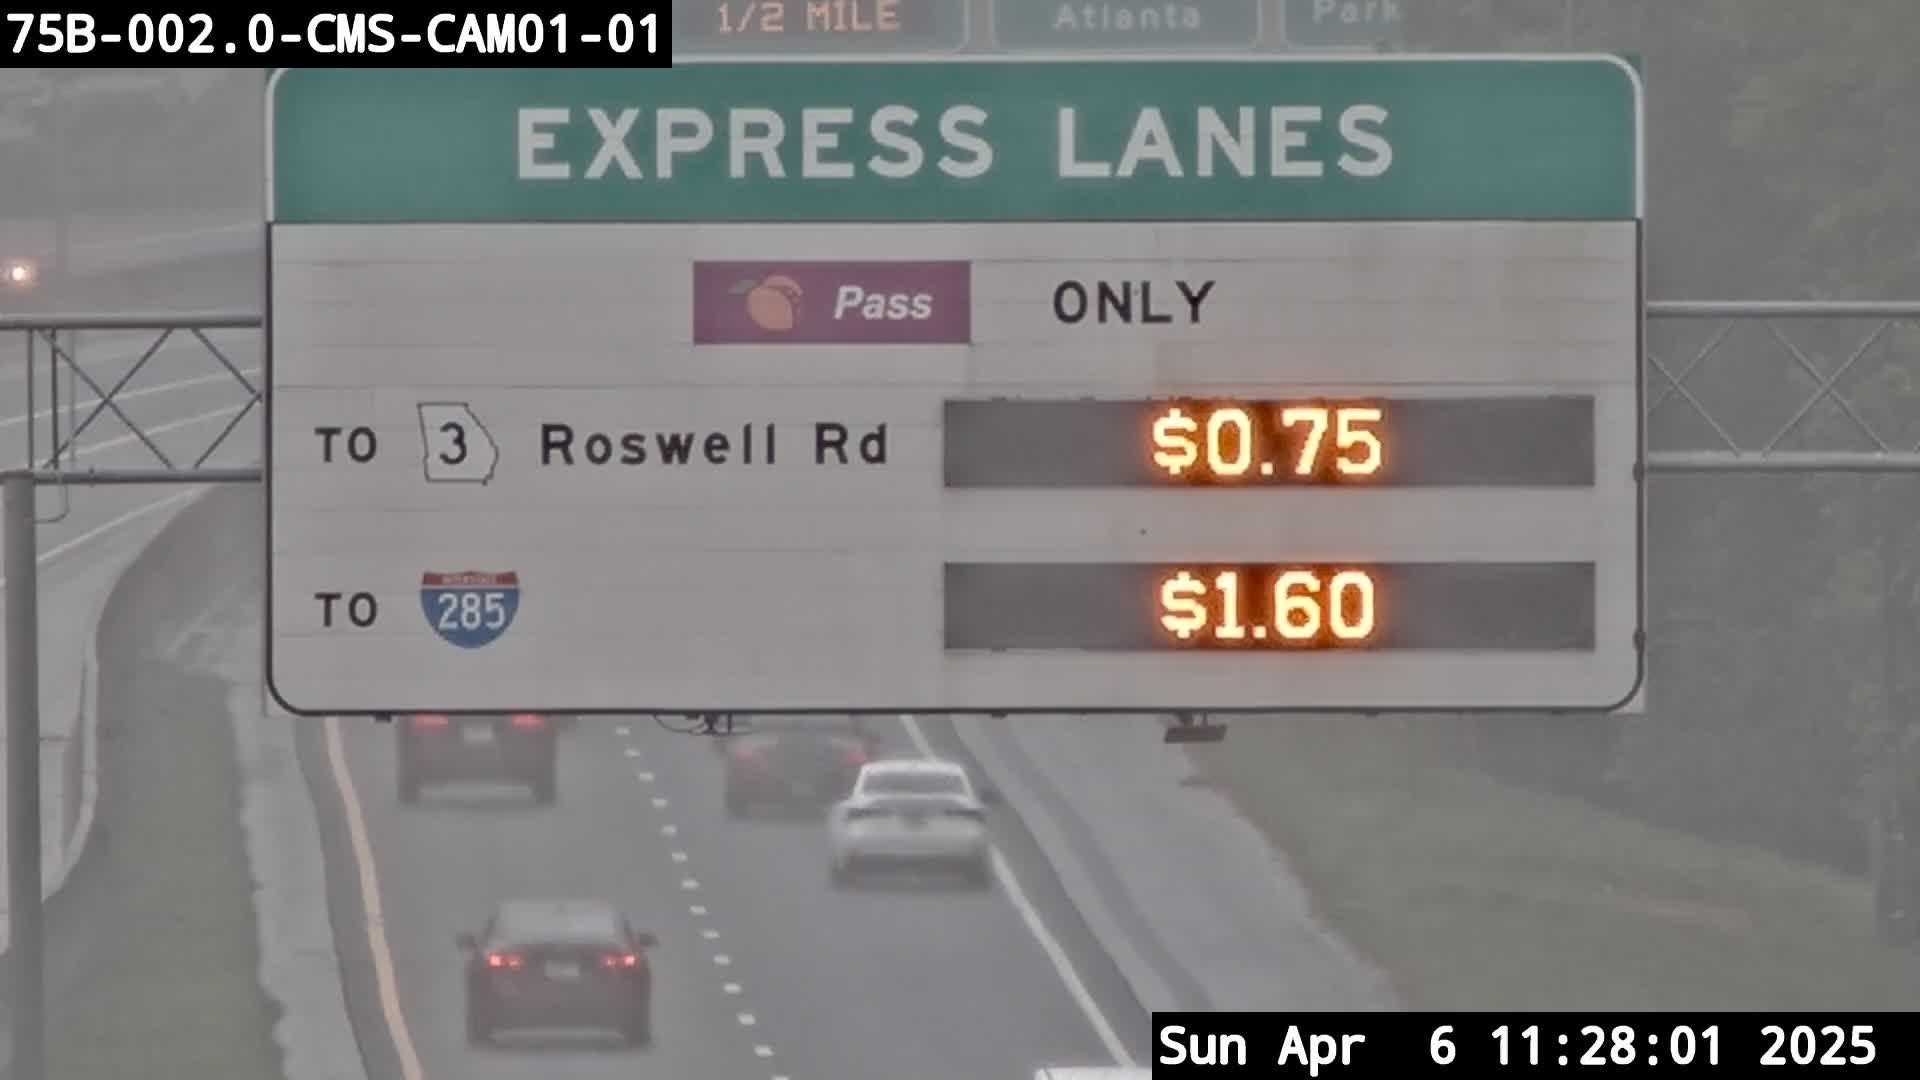 75B-002.0-CMS-CAM01-01
1/2 MILE
Atlanta
Park
EXPRESS LANES
Pass ONLY
TO 3 Roswell Rd $0.75
TO INTERSTATE 285 $1.60
Sun Apr 6 11:28:01 2025